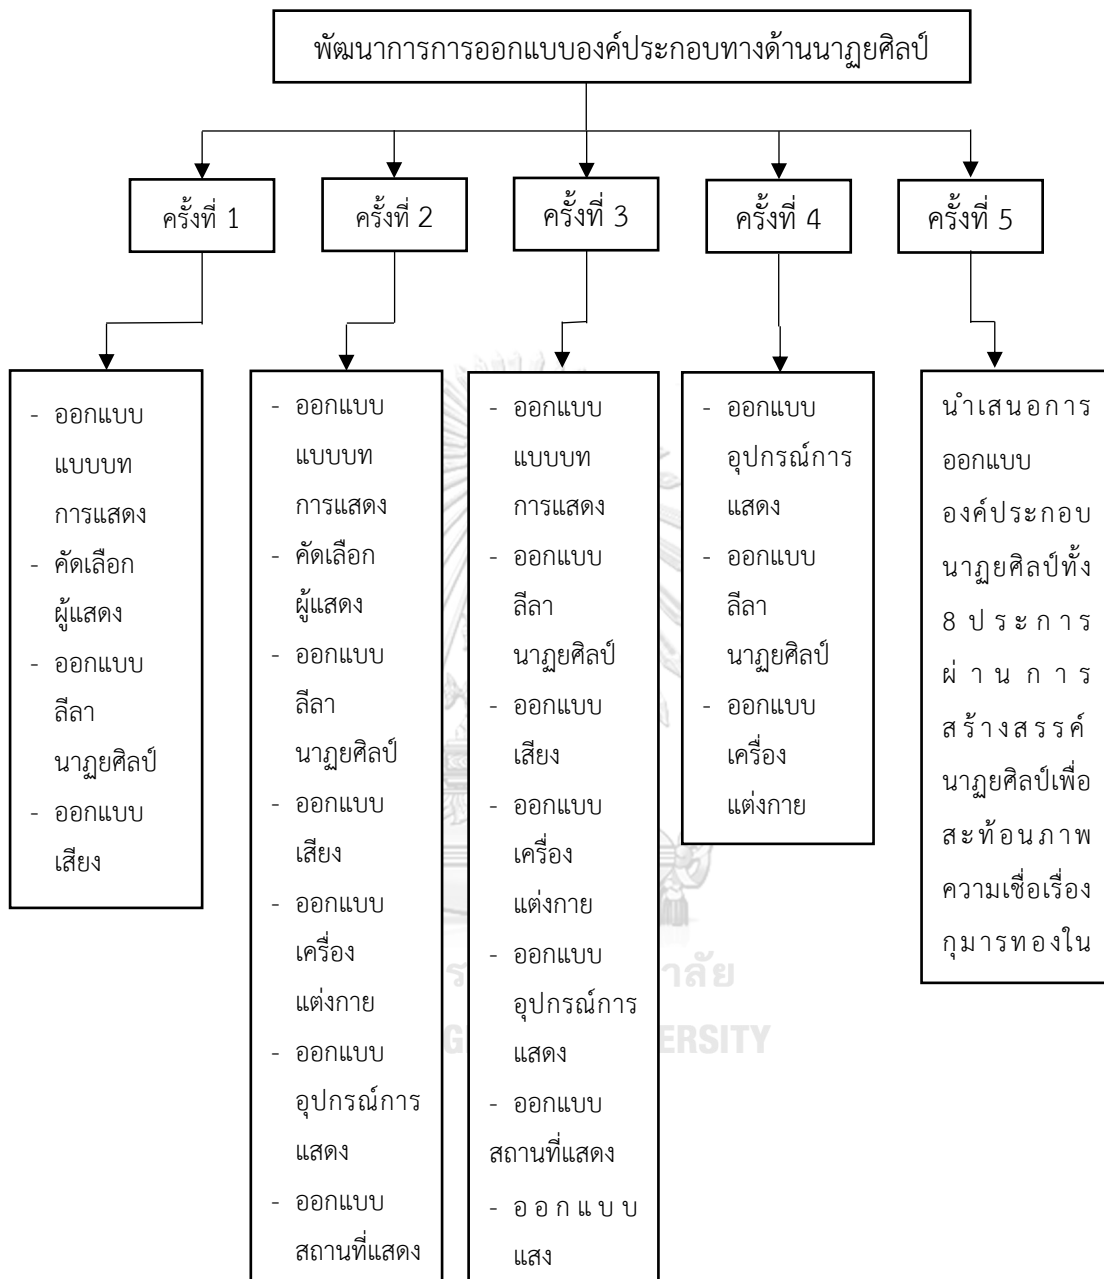 พัฒนาการการออกแบบองค์ประกอบทางด้านนาฏยศิลป์
ครั้งที่ 1
ครั้งที่ 2
ครั้งที่ 3
ครั้งที่ 4
ครั้งที่ 5
- ออกแบบ
แบบบท
การแสดง
- คัดเลือก
ผู้แสดง
- ออกแบบ
ลีลา
นาฏยศิลป์
- ออกแบบ
เสียง
- ออกแบบ
แบบบท
การแสดง
- คัดเลือก
ผู้แสดง
- ออกแบบ
ลีลา
นาฏยศิลป์
- ออกแบบ
เสียง
- ออกแบบ
เครื่อง
แต่งกาย
- ออกแบบ
อุปกรณ์การ
แสดง
- ออกแบบ
สถานที่แสดง
- ออกแบบ
แบบบท
การแสดง
- ออกแบบ
ลีลา
นาฏยศิลป์
- ออกแบบ
เสียง
- ออกแบบ
เครื่อง
แต่งกาย
- ออกแบบ
อุปกรณ์การ
แสดง
- ออกแบบ
สถานที่แสดง
- ออกแบบ
แสง
- ออกแบบ
อุปกรณ์การ
แสดง
- ออกแบบ
ลีลา
นาฏยศิลป์
- ออกแบบ
เครื่อง
แต่งกาย
นำเสนอการ
ออกแบบ
องค์ประกอบ
นาฏยศิลป์ทั้ง
8 ประการ
ผ่านการ
สร้างสรรค์
นาฏยศิลป์เพื่อ
สะท้อนภาพ
ความเชื่อเรื่อง
กุมารทองใน